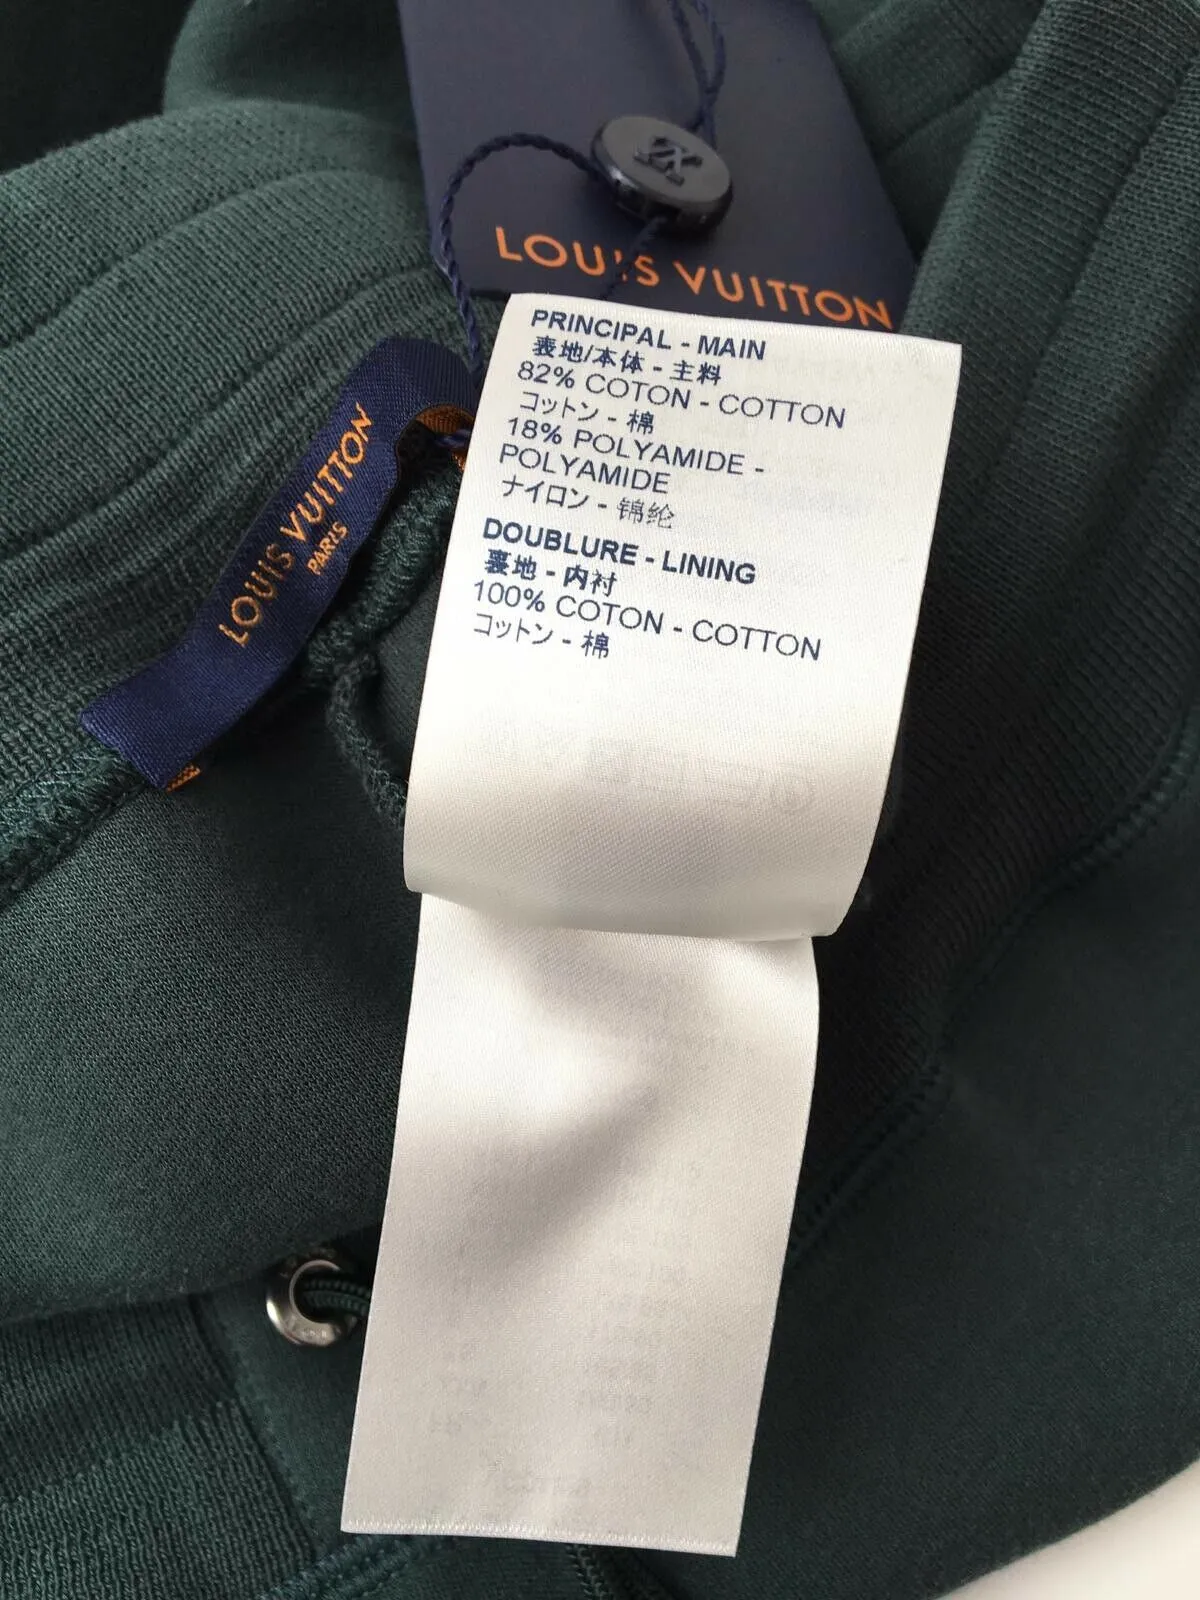 LOUIS VUITTON
LOUIS VUITTON
PARIS
PRINCIPAL - MAIN
表地/本体 - 主料
82% COTON - COTTON
コットン - 棉
18% POLYAMIDE -
POLYAMIDE
ナイロン - 锦纶
DOUBLURE - LINING
裏地 - 内衬
100% COTON - COTTON
コットン - 棉